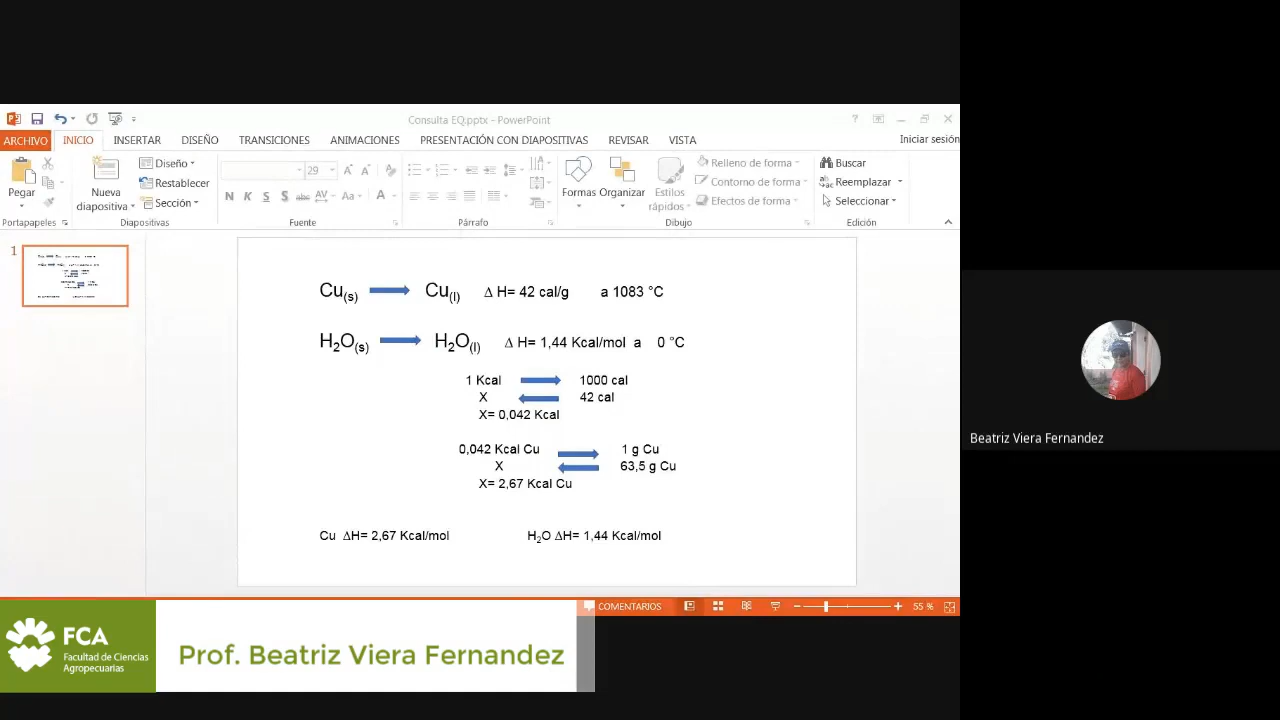 Consulta EQ.pptx - PowerPoint
?
ARCHIVO INICIO INSERTAR DISEÑO TRANSICIONES ANIMACIONES PRESENTACIÓN CON DIAPOSITIVAS REVISAR VISTA Iniciar sesión
Pegar
Nueva diapositiva
Diseño
Restablecer
Sección
29
N K S S abc AV Aa A
Formas Organizar Estilos rápidos
Relleno de forma
Contorno de forma
Efectos de forma
Buscar
Reemplazar
Seleccionar
Portapapeles Diapositivas Fuente Párrafo Dibujo Edición
1
Cu(s) Cu(l) Δ H= 42 cal/g a 1083 °C
H2O(s) H2O(l) Δ H= 1,44 Kcal/mol a 0 °C
1 Kcal 1000 cal
X 42 cal
X= 0,042 Kcal
0,042 Kcal Cu 1 g Cu
X 63,5 g Cu
X= 2,67 Kcal Cu
Cu ΔH= 2,67 Kcal/mol H2O ΔH= 1,44 Kcal/mol
COMENTARIOS 55 %
Beatriz Viera Fernandez
FCA
Facultad de Ciencias
Agropecuarias
Prof. Beatriz Viera Fernandez